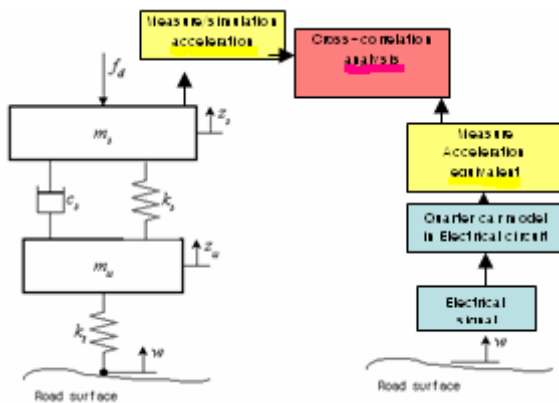 Measure/simulation
acceleration
Cross-correlation
analysis
f_d
z_s
m_s
Measure
Acceleration
equivalent
c_s
k_s
Quarter car model
in Electrical circuit
z_u
m_u
Electrical
signal
k_t
w
w
Road surface
Road surface